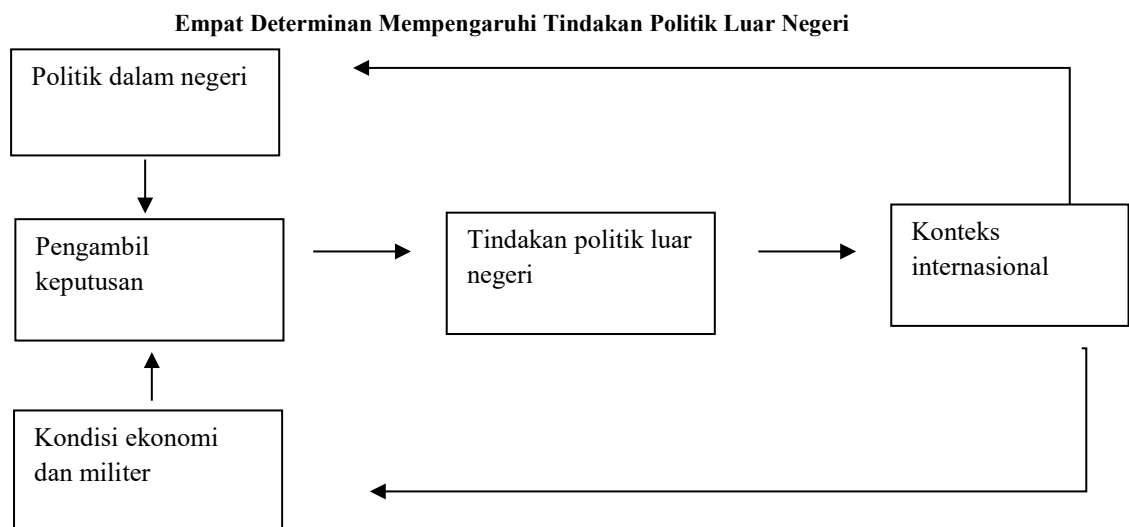 Empat Determinan Mempengaruhi Tindakan Politik Luar Negeri
Politik dalam negeri
Pengambil
keputusan
Tindakan politik luar
negeri
Konteks
internasional
Kondisi ekonomi
dan militer